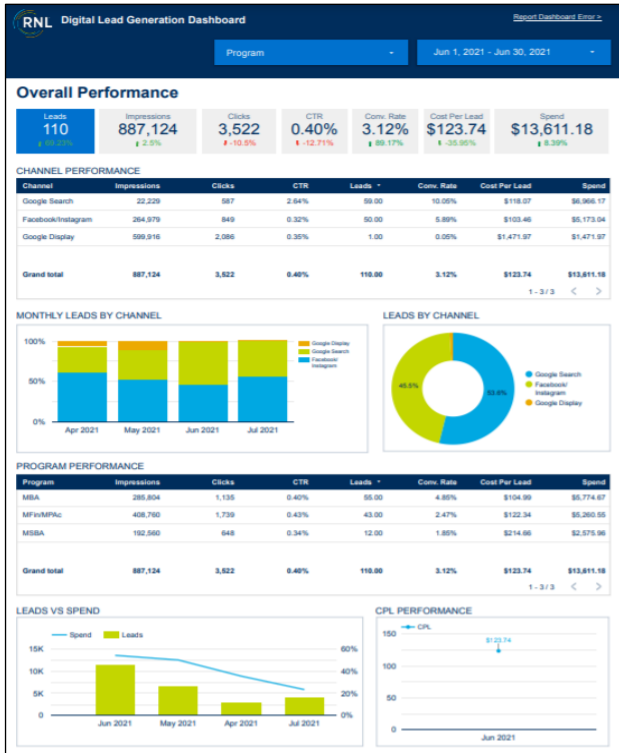 RNL Digital Lead Generation Dashboard
Report Dashboard Error >
Program
Jun 1, 2021 - Jun 30, 2021
Overall Performance
Leads Impressions Clicks CTR Conv. Rate Cost Per Lead Spend
110 887,124 3,522 0.40% 3.12% $123.74 $13,611.18
2.5% -10.5% -12.71% 89.17% -35.95% 8.39%
CHANNEL PERFORMANCE
Channel Impressions Clicks CTR Leads Conv. Rate Cost Per Lead Spend
Google Search 22,229 587 2.64% 59.00 10.05% $118.07 $6,966.17
Facebook/Instagram 264,979 849 0.32% 50.00 5.89% $103.46 $5,173.04
Google Display 599,916 2,086 0.35% 1.00 0.05% $1,471.97 $1,471.97
Grand total 887,124 3,522 0.40% 110.00 3.12% $123.74 $13,611.18
1 - 3 / 3 < >
MONTHLY LEADS BY CHANNEL
100%
50%
0%
Apr 2021 May 2021 Jun 2021 Jul 2021
Google Display
Google Search
Facebook/
Instagram
LEADS BY CHANNEL
45.5%
53.6%
Google Search
Facebook/
Instagram
Google Display
PROGRAM PERFORMANCE
Program Impressions Clicks CTR Leads Conv. Rate Cost Per Lead Spend
MBA 285,804 1,135 0.40% 55.00 4.85% $104.99 $5,774.67
MFin/MPAc 408,760 1,739 0.43% 43.00 2.47% $122.34 $5,260.55
MSBA 192,560 648 0.34% 12.00 1.85% $214.66 $2,575.96
Grand total 887,124 3,522 0.40% 110.00 3.12% $123.74 $13,611.18
1 - 3 / 3 < >
LEADS VS SPEND
Spend Leads
15K 60%
10K 40%
5K 20%
0 0%
Jun 2021 May 2021 Apr 2021 Jul 2021
CPL PERFORMANCE
CPL
150
$123.74
100
50
0
Jun 2021